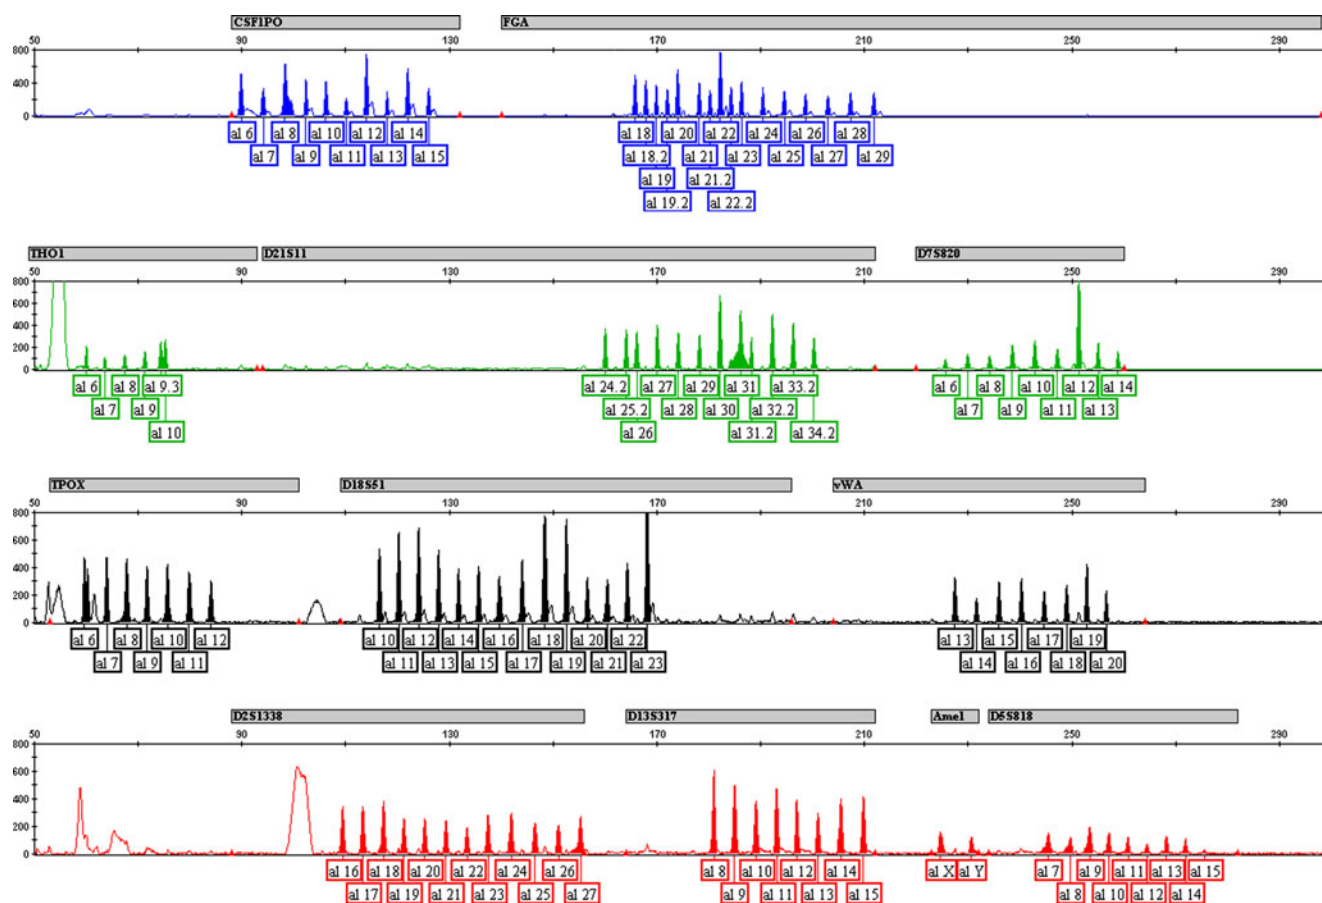 CSF1PO FGA
50 90 130 170 210 250 290
800
400
0
al 6 al 8 al 10 al 12 al 14 al 18 al 20 al 22 al 24 al 26 al 28
al 7 al 9 al 11 al 13 al 15 al 18.2 al 21 al 23 al 25 al 27 al 29
al 19 al 21.2
al 19.2 al 22.2
THO1 D21S11 D7S820
50 90 130 170 210 250 290
800
600
400
200
0
al 6 al 8 al 9.3 al 24.2 al 27 al 29 al 31 al 33.2 al 6 al 8 al 10 al 12 al 14
al 7 al 9 al 25.2 al 28 al 30 al 32.2 al 7 al 9 al 11 al 13
al 10 al 26 al 31.2 al 34.2
TPOX D18S51 vWA
50 90 130 170 210 250 290
800
600
400
200
0
al 6 al 8 al 10 al 12 al 10 al 12 al 14 al 16 al 18 al 20 al 22 al 13 al 15 al 17 al 19
al 7 al 9 al 11 al 11 al 13 al 15 al 17 al 19 al 21 al 23 al 14 al 16 al 18 al 20
D2S1338 D13S317 Amel D5S818
50 90 130 170 210 250 290
800
600
400
200
0
al 16 al 18 al 20 al 22 al 24 al 26 al 8 al 10 al 12 al 14 al X al Y al 7 al 9 al 11 al 13 al 15
al 17 al 19 al 21 al 23 al 25 al 27 al 9 al 11 al 13 al 15 al 8 al 10 al 12 al 14